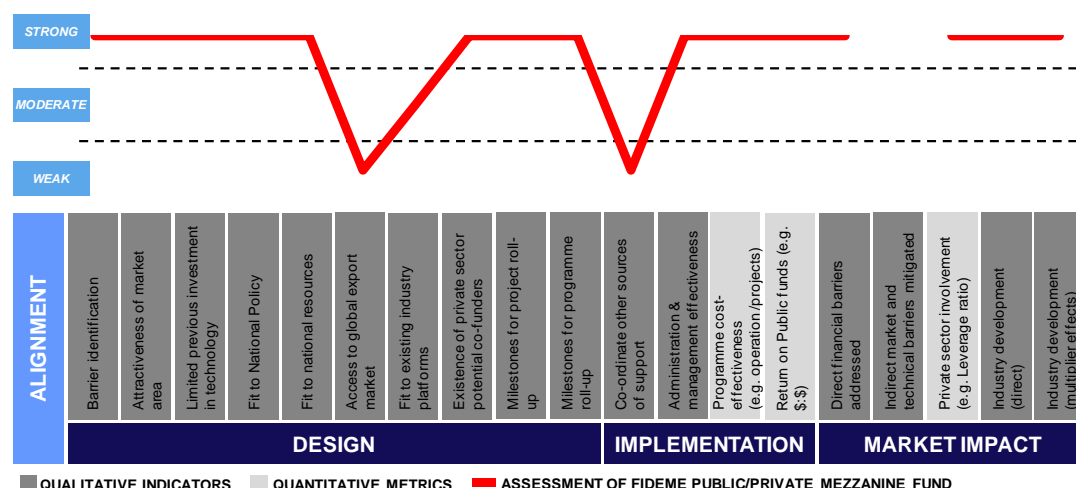 STRONG
MODERATE
WEAK
ALIGNMENT
Barrier identification
Attractiveness of market
area
Limited previous investment
in technology
Fit to National Policy
Fit to national resources
Access to global export
market
Fit to existing industry
platforms
Existence of private sector
potential co-funders
Milestones for project roll-
up
Milestones for programme
roll-up
Co-ordinate other sources
of support
Administration &
management effectiveness
Programme cost-
effectiveness
(e.g. operation /projects)
Return on Public funds (e.g.
$:$)
Direct financial barriers
addressed
Indirect market and
technical barriers mitigated
Private sector involvement
(e.g. Leverage ratio)
Industry development
(direct)
Industry development
(multiplier effects)
DESIGN
IMPLEMENTATION
MARKET IMPACT
QUALITATIVE INDICATORS
QUANTITATIVE METRICS
ASSESSMENT OF FIDEME PUBLIC/PRIVATE MEZZANINE FUND